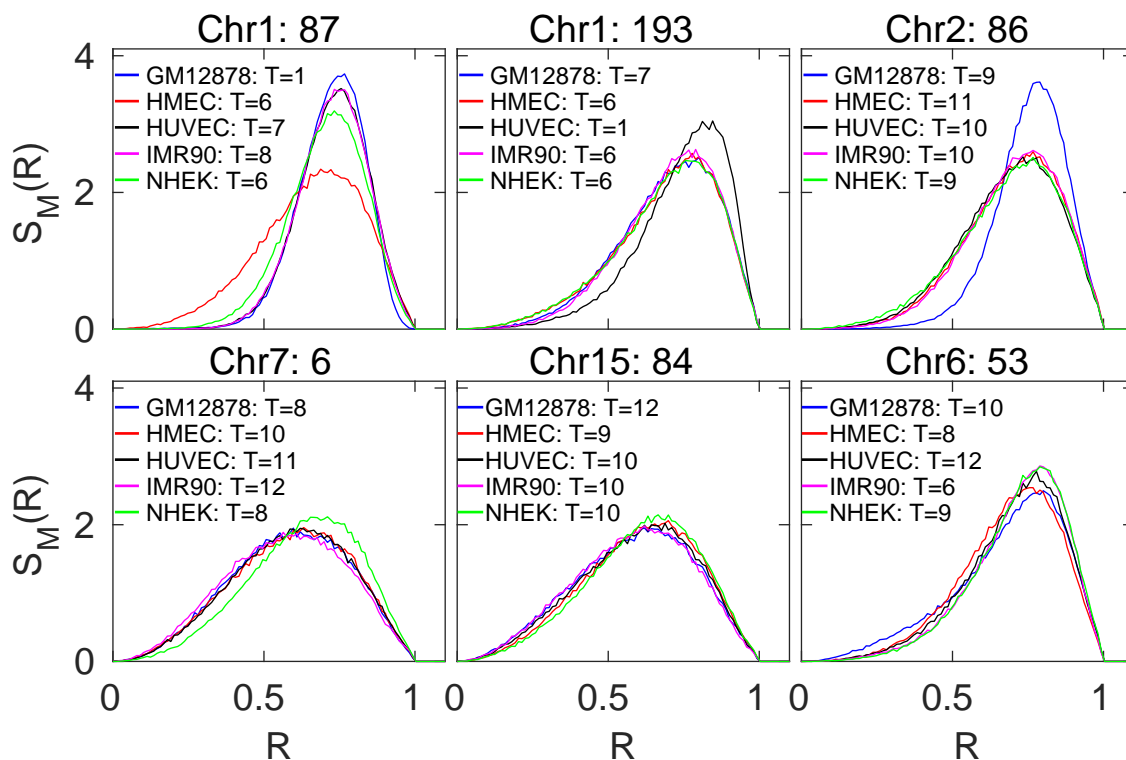 Chr1: 87
4
GM12878: T=1
HMEC: T=6
HUVEC: T=7
IMR90: T=8
NHEK: T=6
2
0
S_M(R)
Chr1: 193
GM12878: T=7
HMEC: T=6
HUVEC: T=1
IMR90: T=6
NHEK: T=6
Chr2: 86
GM12878: T=9
HMEC: T=11
HUVEC: T=10
IMR90: T=10
NHEK: T=9
Chr7: 6
4
GM12878: T=8
HMEC: T=10
HUVEC: T=11
IMR90: T=12
NHEK: T=8
2
0
S_M(R)
0 0.5 1
R
Chr15: 84
GM12878: T=12
HMEC: T=9
HUVEC: T=10
IMR90: T=10
NHEK: T=10
0 0.5 1
R
Chr6: 53
GM12878: T=10
HMEC: T=8
HUVEC: T=12
IMR90: T=6
NHEK: T=9
0 0.5 1
R